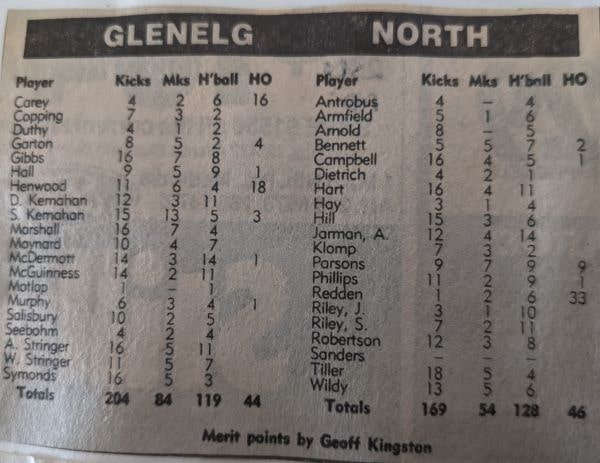 GLENELG
Player Kicks Mks H'ball HO
Carey 4 2 6 16
Copping 7 3 2
Duthy 4 1 2
Garton 8 5 2 4
Gibbs 16 7 8
Hall 9 5 9 1
Henwood 11 6 4 18
D. Kernahan 12 3 11
S. Kernahan 15 13 5 3
Marshall 16 7 4
Maynard 10 4 7
McDermott 14 3 14 1
McGuinness 14 2 11
Motlop 1 – 1
Murphy 6 3 4 1
Salisbury 10 2 5
Seebohm 4 2 4
A. Stringer 16 5 11
W. Stringer 11 5 7
Symonds 16 5 3
Totals 204 84 119 44
NORTH
Player Kicks Mks H'ball HO
Antrobus 4 – 4
Armfield 5 1 6
Arnold 8 – 5
Bennett 5 5 7 2
Campbell 16 4 5 1
Dietrich 4 2 1
Hart 16 4 11
Hay 3 1 4
Hill 15 3 6
Jarman, A. 12 4 14
Klomp 7 3 2
Parsons 9 7 9 9
Phillips 11 2 9 1
Redden 1 2 6 33
Riley, J. 3 1 10
Riley, S. 7 2 11
Robertson 12 3 8
Sanders – – –
Tiller 18 5 4
Wildy 13 5 6
Totals 169 54 128 46
Merit points by Geoff Kingston